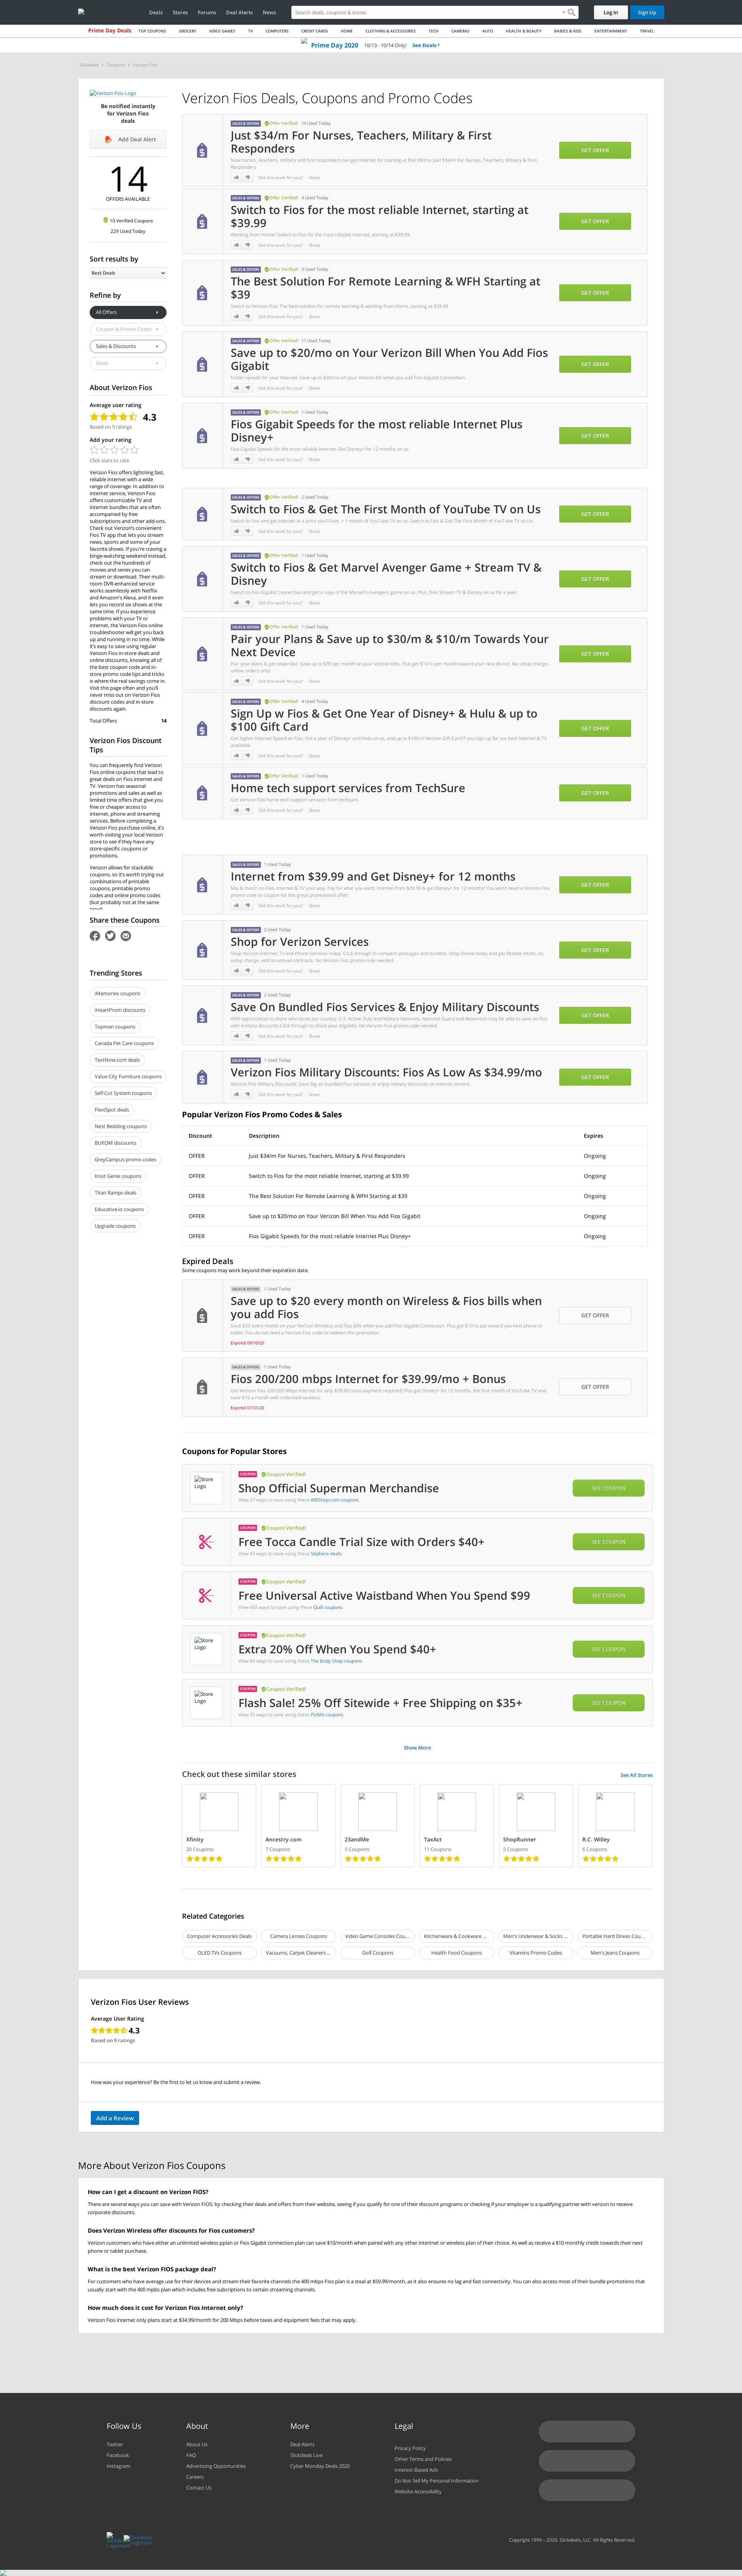 Deals Stores Forums Deal Alerts News
Search deals, coupons & stores
Log In Sign Up
Prime Day Deals TOP COUPONS GROCERY VIDEO GAMES TV COMPUTERS CREDIT CARDS HOME CLOTHING & ACCESSORIES TECH CAMERAS AUTO HEALTH & BEAUTY BABIES & KIDS ENTERTAINMENT TRAVEL
Prime Day 2020 10/13 - 10/14 Only! See Deals
Slickdeals Coupons Verizon Fios
Verizon Fios Logo
Be notified instantly
for Verizon Fios
deals
Add Deal Alert
14
OFFERS AVAILABLE
10 Verified Coupons
229 Used Today
Sort results by
Best Deals
Refine by
All Offers
Coupon & Promo Codes
Sales & Discounts
Deals
About Verizon Fios
Average user rating
4.3
Based on 9 ratings
Add your rating
Click stars to rate
Verizon Fios offers lightning fast,
reliable internet with a wide
range of coverage. In addition to
internet service, Verizon Fios
offers customizable TV and
internet bundles that are often
accompanied by free
subscriptions and other add-ons.
Check out Verizon's convenient
Fios TV app that lets you stream
news, sports and some of your
favorite shows. If you're craving a
binge-watching weekend instead,
check out the hundreds of
movies and series you can
stream or download. Their multi-
room DVR-enhanced service
works seamlessly with Netflix
and Amazon's Alexa, and it even
lets you record six shows at the
same time. If you experience
problems with your TV or
internet, the Verizon Fios online
troubleshooter will get you back
up and running in no time. While
it's easy to save using regular
Verizon Fios in-store deals and
online discounts, knowing all of
the best coupon code and in-
store promo code tips and tricks
is where the real savings come in.
Visit this page often and you'll
never miss out on Verizon Fios
discount codes and in-store
discounts again.
Total Offers 14
Verizon Fios Discount
Tips
You can frequently find Verizon
Fios online coupons that lead to
great deals on Fios internet and
TV. Verizon has seasonal
promotions and sales as well as
limited time offers that give you
free or cheaper access to
internet, phone and streaming
services. Before completing a
Verizon Fios purchase online, it's
worth visiting your local Verizon
store to see if they have any
store-specific coupons or
promotions.
Verizon allows for stackable
coupons, so it's worth trying out
combinations of printable
coupons, printable promo
codes and online promo codes
(but probably not at the same
time).
Share these Coupons
Trending Stores
iMemories coupons
iHeartProm discounts
Topman coupons
Canada Pet Care coupons
TextNow.com deals
Value City Furniture coupons
Self-Cut System coupons
FlexiSpot deals
Nest Bedding coupons
BUXOM discounts
GreyCampus promo codes
Knot Genie coupons
Titan Ramps deals
Educative.io coupons
Upgrade coupons
Verizon Fios Deals, Coupons and Promo Codes
SALES & OFFERS Offer Verified! 14 Used Today
Just $34/m For Nurses, Teachers, Military & First
Responders
Now nurses, teachers, military and first responders can get Internet for starting at $34.99/mo. Just $34/m For Nurses, Teachers, Military & First
Responders
Did this work for you? · Share
GET OFFER
SALES & OFFERS Offer Verified! 4 Used Today
Switch to Fios for the most reliable Internet, starting at
$39.99
Working from Home? Switch to Fios for the most reliable Internet, starting at $39.99.
Did this work for you? · Share
GET OFFER
SALES & OFFERS Offer Verified! 3 Used Today
The Best Solution For Remote Learning & WFH Starting at
$39
Switch to Verizon Fios: The best solution for remote learning & working from Home, starting at $39.99
Did this work for you? · Share
GET OFFER
SALES & OFFERS Offer Verified! 11 Used Today
Save up to $20/mo on Your Verizon Bill When You Add Fios
Gigabit
Faster speeds for your Internet. Save up to $20/mo on your Verizon bill when you add Fios Gigabit Connection.
Did this work for you? · Share
GET OFFER
SALES & OFFERS Offer Verified! 1 Used Today
Fios Gigabit Speeds for the most reliable Internet Plus
Disney+
Fios Gigabit Speeds for the most reliable Internet. Get Disney+ for 12 months on us.
Did this work for you? · Share
GET OFFER
SALES & OFFERS Offer Verified! 2 Used Today
Switch to Fios & Get The First Month of YouTube TV on Us
Switch to Fios and get Internet at a price you'll love. + 1 month of YouTube TV on us. Switch to Fios & Get The First Month of YouTube TV on Us
Did this work for you? · Share
GET OFFER
SALES & OFFERS Offer Verified! 1 Used Today
Switch to Fios & Get Marvel Avenger Game + Stream TV &
Disney
Switch to Fios Gigabit Connection and get a copy of the Marvel's Avengers game on us. Plus, free Stream TV & Disney on us for a year.
Did this work for you? · Share
GET OFFER
SALES & OFFERS Offer Verified! 1 Used Today
Pair your Plans & Save up to $30/m & $10/m Towards Your
Next Device
Pair your plans & get rewarded. Save up to $30 per month on your Verizon bills. Plus get $10 er per month toward your next device. No setup charge,
online orders only!
Did this work for you? · Share
GET OFFER
SALES & OFFERS Offer Verified! 4 Used Today
Sign Up w Fios & Get One Year of Disney+ & Hulu & up to
$100 Gift Card
Get higher Internet Speed on Fios. Get a year of Disney+ and Hulu on us, and up to $100 in Verizon Gift Card if you sign up for our best Internet & TV
available.
Did this work for you? · Share
GET OFFER
SALES & OFFERS Offer Verified! 1 Used Today
Home tech support services from TechSure
Get Verizon Fios home tech support services from techsure.
Did this work for you? · Share
GET OFFER
SALES & OFFERS 1 Used Today
Internet from $39.99 and Get Disney+ for 12 months
Mix & match on Fios. Internet & TV your way. Pay for what you want. Internet from $39.99 & get Disney+ for 12 months! You won't need a Verizon Fios
promo code or coupon for this great promotional offer!
Did this work for you? · Share
GET OFFER
SALES & OFFERS 2 Used Today
Shop for Verizon Services
Shop Verizon Internet, Tv and Phone Services today. Click through to compare packages and bundles. Shop Online today and get flexible intalls, no
setup charge, and no annual contracts. No Verizon Fios promo code needed.
Did this work for you? · Share
GET OFFER
SALES & OFFERS 2 Used Today
Save On Bundled Fios Services & Enjoy Military Discounts
With appreciation to those who serve our country. U.S. Active Duty and Military Veterans, National Guard and Reservists may be able to save on Fios
with military discounts.Click through to check your eligiblity. No Verizon Fios promo code needed.
Did this work for you? · Share
GET OFFER
SALES & OFFERS 1 Used Today
Verizon Fios Military Discounts: Fios As Low As $34.99/mo
Verizon Fios Military Discounts: Save big on bundled Fios services or enjoy military discounts on internet service.
Did this work for you? · Share
GET OFFER
Popular Verizon Fios Promo Codes & Sales
Discount Description Expires
OFFER Just $34/m For Nurses, Teachers, Military & First Responders Ongoing
OFFER Switch to Fios for the most reliable Internet, starting at $39.99 Ongoing
OFFER The Best Solution For Remote Learning & WFH Starting at $39 Ongoing
OFFER Save up to $20/mo on Your Verizon Bill When You Add Fios Gigabit Ongoing
OFFER Fios Gigabit Speeds for the most reliable Internet Plus Disney+ Ongoing
Expired Deals
Some coupons may work beyond their expiration date.
SALES & OFFERS 1 Used Today
Save up to $20 every month on Wireless & Fios bills when
you add Fios
Save $20 every month on your Verizon Wireless and Fios bills when you add Fios Gigabit Connection. Plus get $10 to put toward you next phone or
tablet! You do not need a Verizon Fios code to redeem this promotion.
Expired 09/10/20
GET OFFER
SALES & OFFERS 1 Used Today
Fios 200/200 mbps Internet for $39.99/mo + Bonus
Get Verizon Fios 200/200 Mbps Internet for only $39.99 (auto payment required) Plus get Disney+ for 12 months, the first month of YouTube TV and
save $10 a month with Unlimited wireless.
Expired 07/31/20
GET OFFER
Coupons for Popular Stores
Store Logo
COUPON Coupon Verified!
Shop Official Superman Merchandise
View 27 ways to save using these WBShop.com coupons.
SEE COUPON
COUPON Coupon Verified!
Free Tocca Candle Trial Size with Orders $40+
View 43 ways to save using these Sephora deals.
SEE COUPON
COUPON Coupon Verified!
Free Universal Active Waistband When You Spend $99
View 455 ways to save using these Quill coupons.
SEE COUPON
Store Logo
COUPON Coupon Verified!
Extra 20% Off When You Spend $40+
View 80 ways to save using these The Body Shop coupons.
SEE COUPON
Store Logo
COUPON Coupon Verified!
Flash Sale! 25% Off Sitewide + Free Shipping on $35+
View 35 ways to save using these PUMA coupons.
SEE COUPON
Show More
Check out these similar stores See All Stores
Xfinity Ancestry.com 23andMe TaxAct ShopRunner R.C. Willey
20 Coupons 7 Coupons 5 Coupons 11 Coupons 5 Coupons 6 Coupons
Related Categories
Computer Accessories Deals Camera Lenses Coupons Video Game Consoles Cou... Kitchenware & Cookware ... Men's Underwear & Socks ... Portable Hard Drives Cou...
OLED TVs Coupons Vacuums, Carpet Cleaners ... Golf Coupons Health Food Coupons Vitamins Promo Codes Men's Jeans Coupons
Verizon Fios User Reviews
Average User Rating
4.3
Based on 9 ratings
How was your experience? Be the first to let us know and submit a review.
Add a Review
More About Verizon Fios Coupons
How can I get a discount on Verizon FIOS?
There are several ways you can save with Verizon FIOS: by checking their deals and offers from their website, seeing if you qualify for one of their discount programs or checking if your employer is a qualifying partner with verizon to receive
corporate discounts.
Does Verizon Wireless offer discounts for Fios customers?
Verizon customers who have either an unlimited wireless pplan or Fios Gigabit connection plan can save $10/month when paired with any other internet or wireless plan of their choice. As well as receive a $10 monthly credit towards their next
phone or tablet purchase.
What is the best Verizon FIOS package deal?
For customers who have average use for their devices and stream their favorite channels the 400 mbps Fios plan is a steal at $59.99/month, as it also ensures no lag and fast connectivity. You can also access most of their bundle promotions that
usually start with the 400 mbps plan which includes free subcriptions to certain streaming channels.
How much does it cost for Verizon Fios Internet only?
Verizon Fios internet only plans start at $34.99/month for 200 Mbps before taxes and equipment fees that may apply.
Follow Us
Twitter
Facebook
Instagram
About
About Us
FAQ
Advertising Opportunities
Careers
Contact Us
More
Deal Alerts
Slickdeals Live
Cyber Monday Deals 2020
Legal
Privacy Policy
Other Terms and Policies
Interest-Based Ads
Do Not Sell My Personal Information
Website Accessibility
Copyright 1999 – 2020. Slickdeals, LLC. All Rights Reserved.